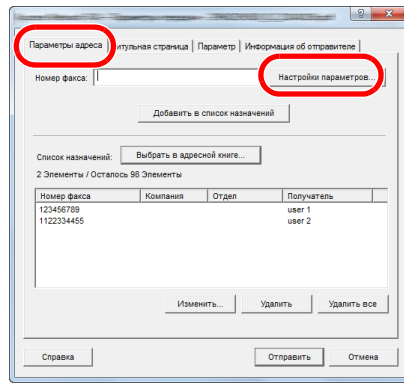 Параметры адреса итульная страница Параметр Информация об отправителе
Номер факса: Настройки параметров...
Добавить в список назначений
Список назначений: Выбрать в адресной книге...
2 Элементы / Осталось 98 Элементы
Номер факса Компания Отдел Получатель
123456789 user 1
1122334455 user 2
Изменить... Удалить Удалить все
Справка Отправить Отмена